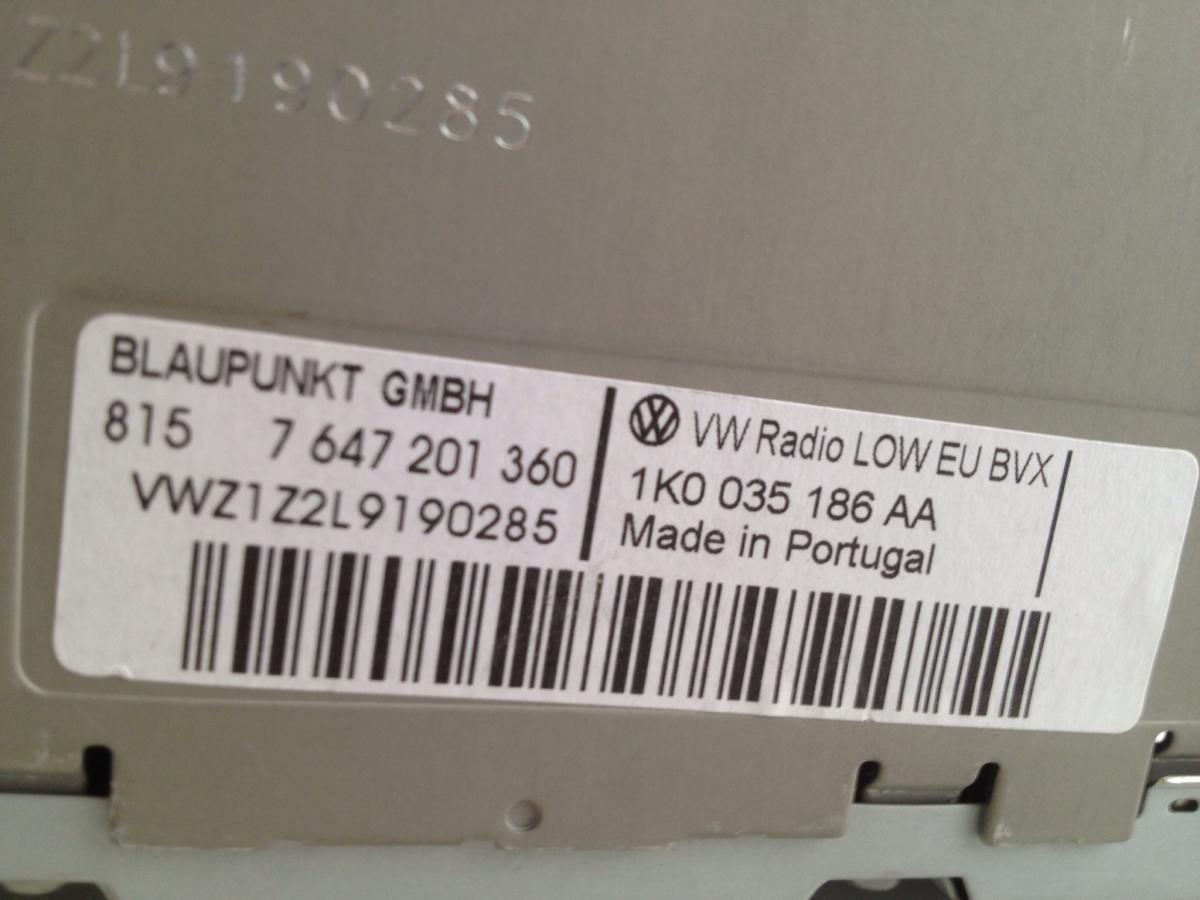 Z2L9190285
BLAUPUNKT GMBH
815 7 647 201 360
VWZ1Z2L9190285
VW Radio LOW EU BVX
1K0 035 186 AA
Made in Portugal